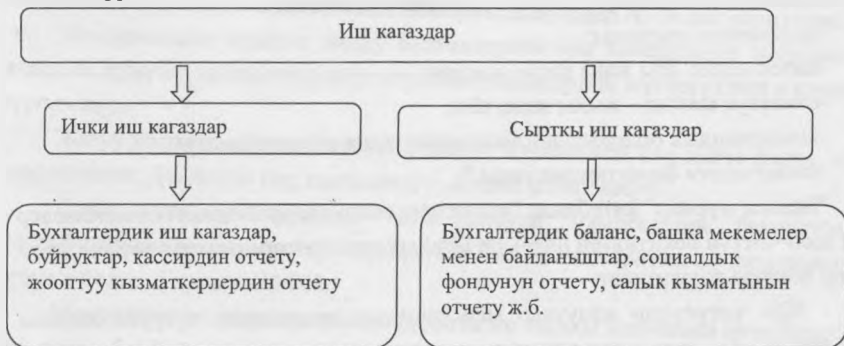 Иш кагаздар
Ички иш кагаздар
Сырткы иш кагаздар
Бухгалтердик иш кагаздар,
буйруктар, кассирдин отчету,
жооптуу кызматкерлердин отчету
Бухгалтердик баланс, башка мекемелер
менен байланыштар, социалдык
фондунун отчету, салык кызматынын
отчету ж.б.